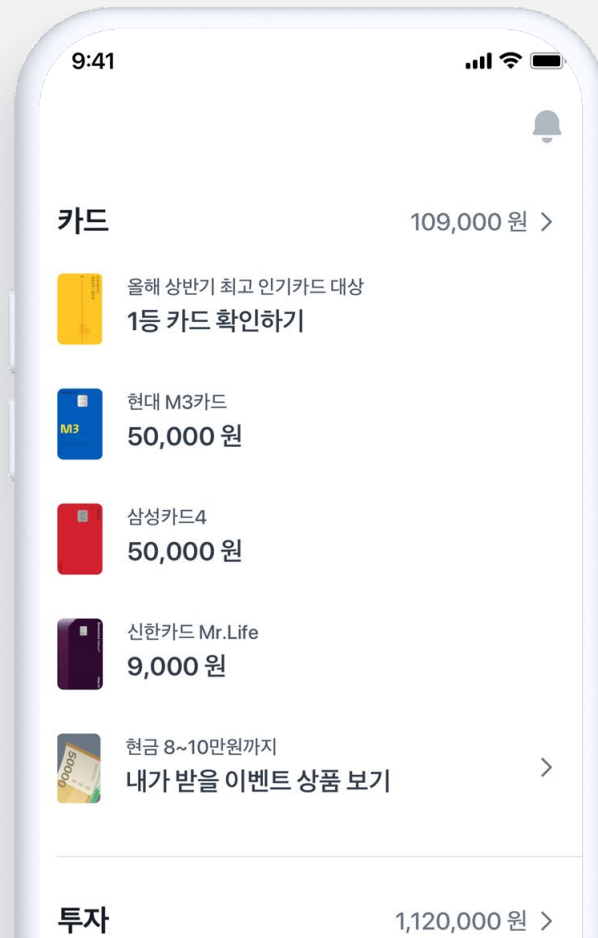 9:41
카드 109,000 원
올해 상반기 최고 인기카드 대상
1등 카드 확인하기
M3
현대 M3카드
50,000 원
삼성카드4
50,000 원
신한카드 Mr.Life
9,000 원
50000
현금 8~10만원까지
내가 받을 이벤트 상품 보기
투자 1,120,000 원